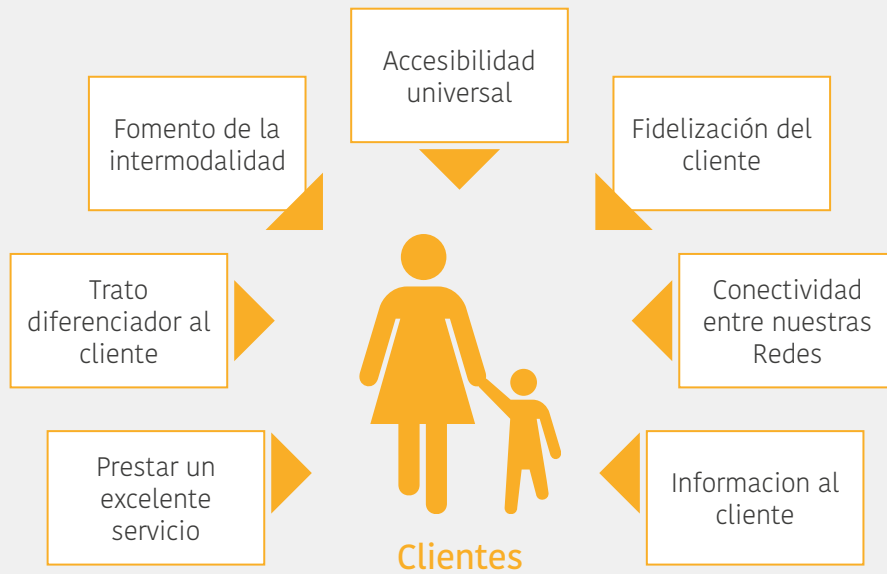 Accesibilidad
universal
Fomento de la
intermodalidad
Fidelización del
cliente
Trato
diferenciador al
cliente
Conectividad
entre nuestras
Redes
Prestar un
excelente
servicio
Informacion al
cliente
Clientes